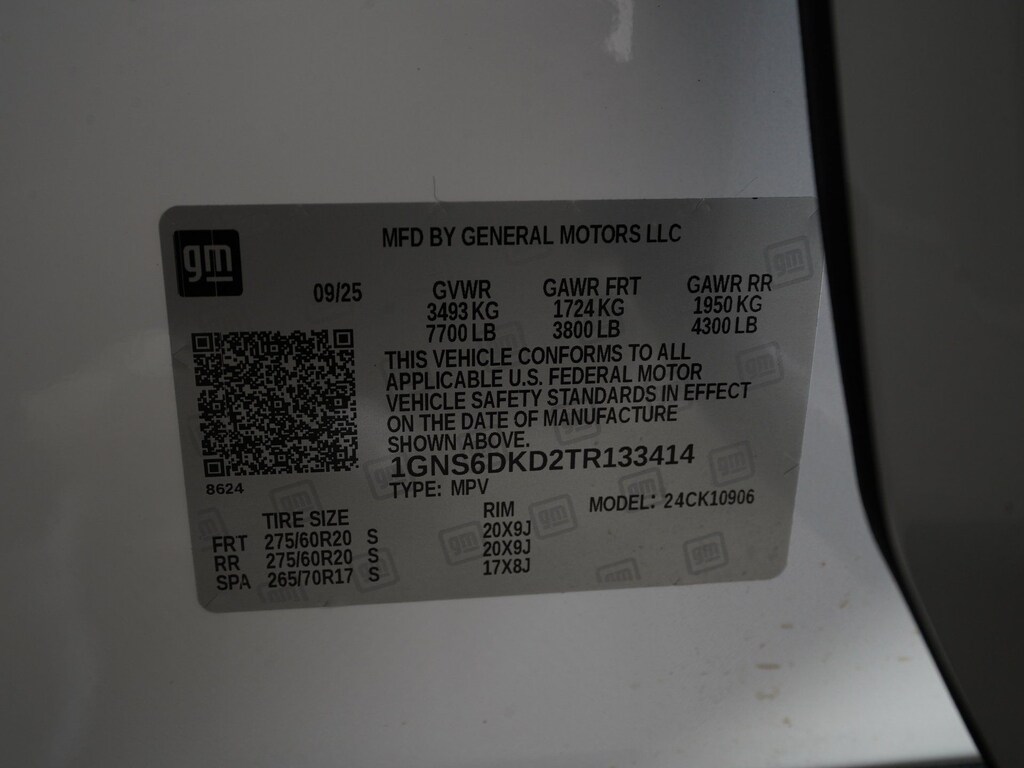 gm
MFD BY GENERAL MOTORS LLC
09/25 GVWR GAWR FRT GAWR RR
3493 KG 1724 KG 1950 KG
7700 LB 3800 LB 4300 LB
THIS VEHICLE CONFORMS TO ALL
APPLICABLE U.S. FEDERAL MOTOR
VEHICLE SAFETY STANDARDS IN EFFECT
ON THE DATE OF MANUFACTURE
SHOWN ABOVE.
1GNS6DKD2TR133414
8624
TYPE: MPV MODEL: 24CK10906
TIRE SIZE RIM
FRT 275/60R20 S 20X9J
RR 275/60R20 S 20X9J
SPA 265/70R17 S 17X8J